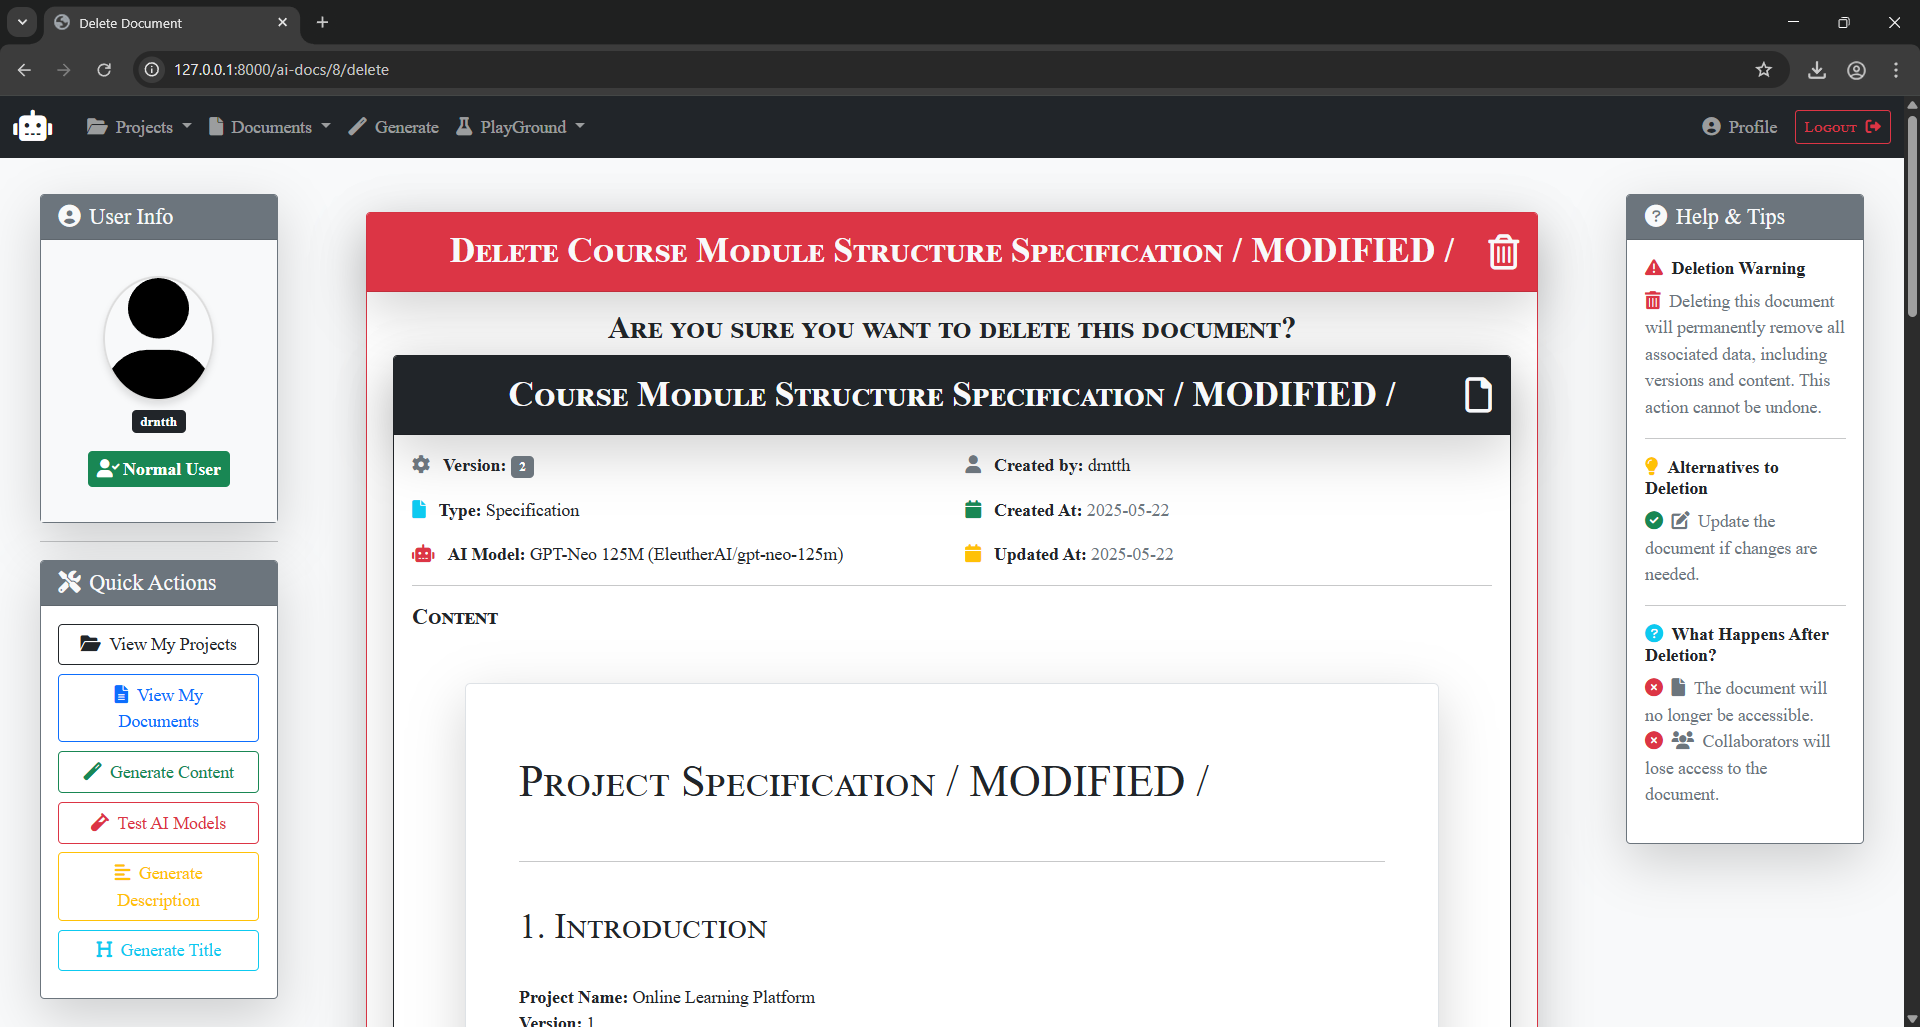 Delete Document
127.0.0.1:8000/ai-docs/8/delete
Projects
Documents
Generate
PlayGround
Profile
Logout
User Info
drntth
Normal User
Quick Actions
View My Projects
View My
Documents
Generate Content
Test AI Models
Generate
Description
Generate Title
Delete Course Module Structure Specification / MODIFIED /
Are you sure you want to delete this document?
Course Module Structure Specification / MODIFIED /
Version: 2
Created by: drntth
Type: Specification
Created At: 2025-05-22
AI Model: GPT-Neo 125M (EleutherAI/gpt-neo-125m)
Updated At: 2025-05-22
Content
Project Specification / MODIFIED /
1. Introduction
Project Name: Online Learning Platform
Version: 1
Help & Tips
Deletion Warning
Deleting this document
will permanently remove all
associated data, including
versions and content. This
action cannot be undone.
Alternatives to
Deletion
Update the
document if changes are
needed.
What Happens After
Deletion?
The document will
no longer be accessible.
Collaborators will
lose access to the
document.